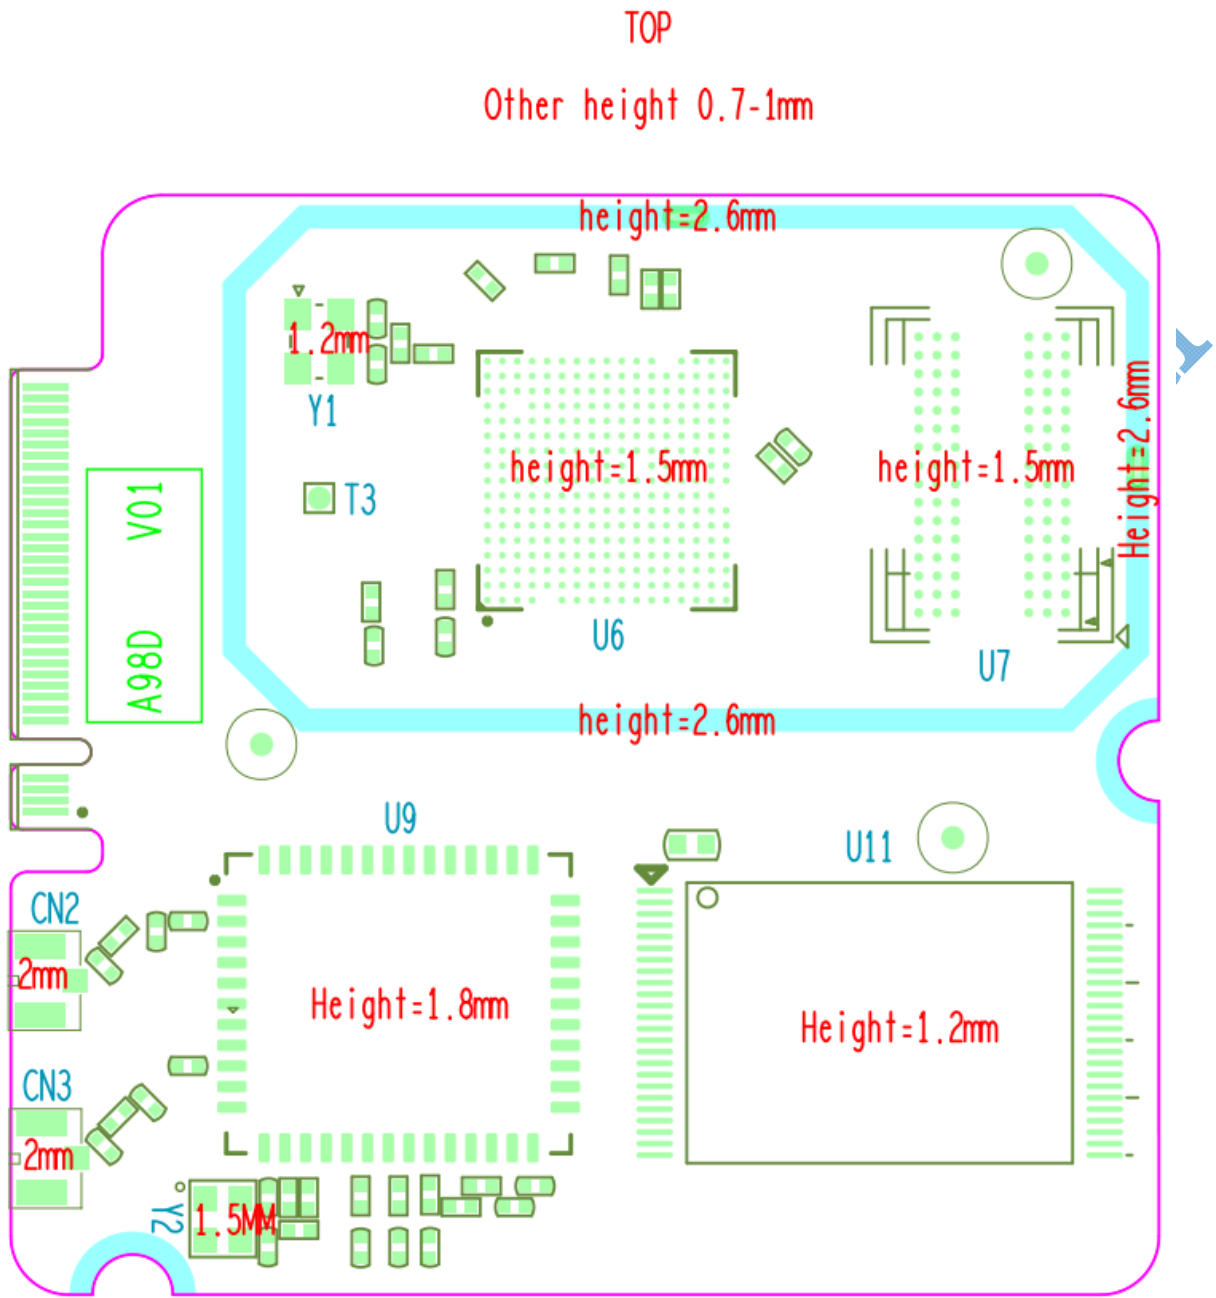 TOP
Other height 0.7-1mm
height=2.6mm
1.2mm
Y1
height=1.5mm
height=1.5mm
Height=2.6mm
T3
V01
A98D
U6
U7
height=2.6mm
U9
U11
CN2
2mm
Height=1.8mm
Height=1.2mm
CN3
2mm
Y2
1.5MM